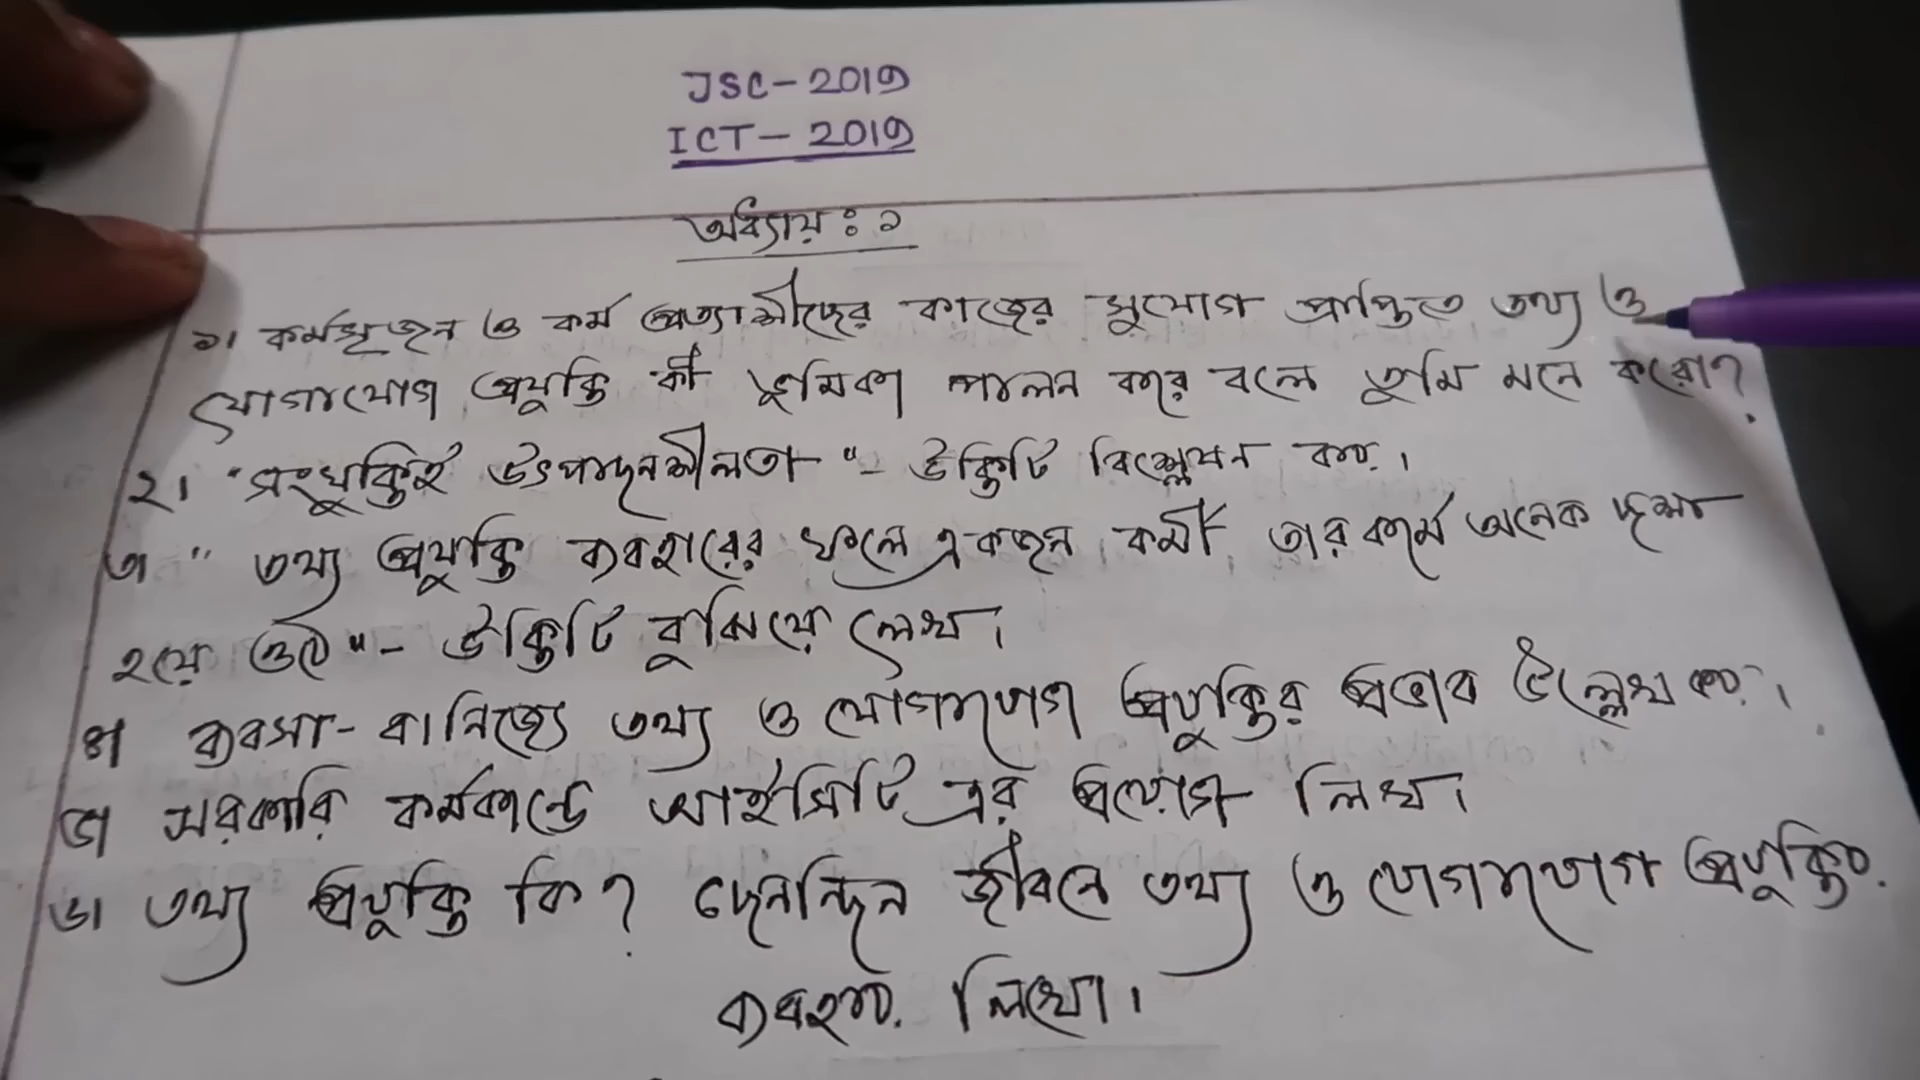 JSC-2019
ICT-2019
অধ্যায়ঃ ১
১। কর্মসৃজন ও কর্ম প্রত্যাশীদের কাজের সুযোগ প্রাপ্তিতে তথ্য ও
যোগাযোগ প্রযুক্তি কী ভূমিকা পালন করে বলে তুমি মনে করো?
২। "সংযুক্তিই উৎপাদনশীলতা"- উক্তিটি বিশ্লেষন কর।
৩। " তথ্য প্রযুক্তি ব্যবহারের ফলে একজন কর্মী তার কর্মে অনেক দক্ষ
হয়ে ওঠে"- উক্তিটি বুঝিয়ে লেখ।
৪। ব্যবসা-বানিজ্যে তথ্য ও যোগাযোগ প্রযুক্তির প্রভাব উল্লেখ কর।
৫। সরকারি কর্মকান্ডে আইসিটি এর প্রয়োগ লিখ।
৬। তথ্য প্রযুক্তি কি? দৈনন্দিন জীবনে তথ্য ও যোগাযোগ প্রযুক্তির
ব্যবহার লিখো।